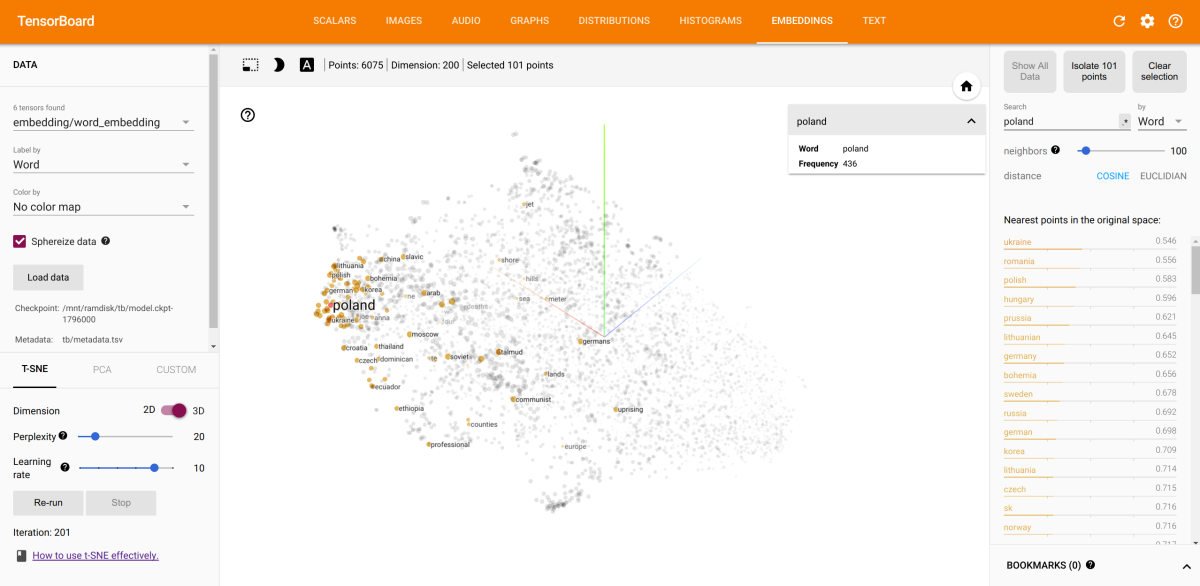 TensorBoard
SCALARS IMAGES AUDIO GRAPHS DISTRIBUTIONS HISTOGRAMS EMBEDDINGS TEXT
DATA
6 tensors found
embedding/word_embedding
Label by
Word
Color by
No color map
Sphereize data
Load data
Checkpoint: /mnt/ramdisk/tb/model.ckpt-
1796000
Metadata: tb/metadata.tsv
T-SNE PCA CUSTOM
Dimension 2D 3D
Perplexity 20
Learning
rate 10
Re-run Stop
Iteration: 201
How to use t-SNE effectively.
A Points: 6075 Dimension: 200 Selected 101 points
poland
Word poland
Frequency 436
jet
slavic
china
shore
lithuania
polish
bohemia
hills
german
korea
arab
ne
sea
meter
poland
deaths
ukraine
anna
four
moscow
germans
croatia
thailand
talmud
czech
dominican
te
soviet
lands
ecuador
communist
ethiopia
uprising
counties
professional
europe
Show All
Data
Isolate 101
points
Clear
selection
Search by
poland .* Word
neighbors 100
distance COSINE EUCLIDIAN
Nearest points in the original space:
ukraine 0.546
romania 0.556
polish 0.583
hungary 0.596
prussia 0.621
lithuanian 0.645
germany 0.652
bohemia 0.656
sweden 0.678
russia 0.692
german 0.698
korea 0.709
lithuania 0.714
czech 0.715
sk 0.716
norway 0.716
0.717
BOOKMARKS (0)